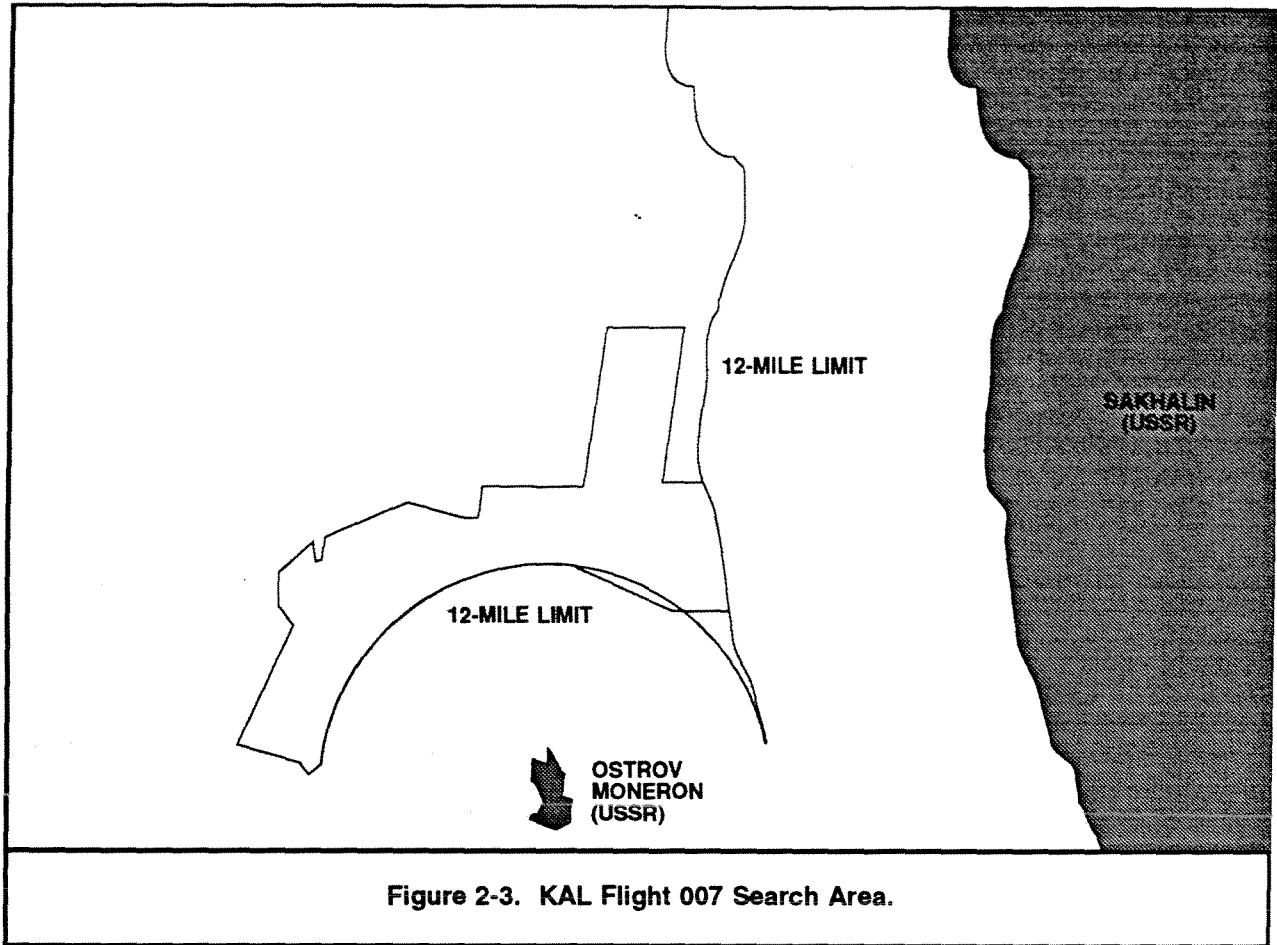 12-MILE LIMIT
SAKHALIN
(USSR)
12-MILE LIMIT
OSTROV
MONERON
(USSR)
Figure 2-3. KAL Flight 007 Search Area.